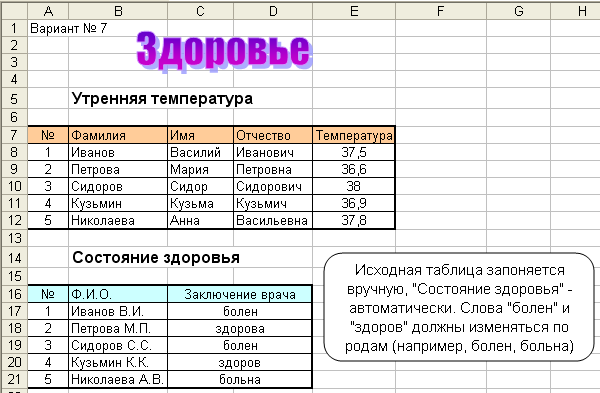 A B C D E F G H
1 Вариант № 7
2 Здоровье
3
4
5 Утренняя температура
6
7 № Фамилия Имя Отчество Температура
8 1 Иванов Василий Иванович 37,5
9 2 Петрова Мария Петровна 36,6
10 3 Сидоров Сидор Сидорович 38
11 4 Кузьмин Кузьма Кузьмич 36,9
12 5 Николаева Анна Васильевна 37,8
13
14 Состояние здоровья
15
16 № Ф.И.О. Заключение врача
17 1 Иванов В.И. болен
18 2 Петрова М.П. здорова
19 3 Сидоров С.С. болен
20 4 Кузьмин К.К. здоров
21 5 Николаева А.В. больна
Исходная таблица запоняется
вручную, "Состояние здоровья" -
автоматически. Слова "болен" и
"здоров" должны изменяться по
родам (например, болен, больна)